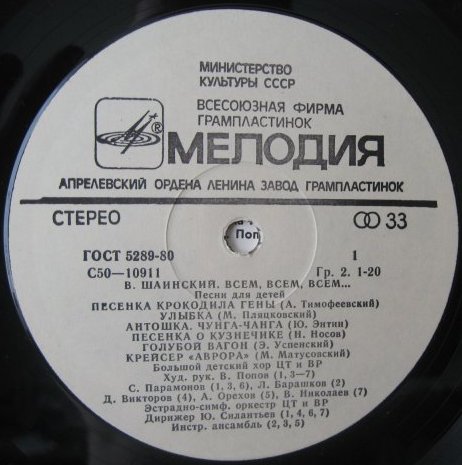 МИНИСТЕРСТВО
КУЛЬТУРЫ СССР
ВСЕСОЮЗНАЯ ФИРМА
ГРАМПЛАСТИНОК
®
МЕЛОДИЯ
АПРЕЛЕВСКИЙ ОРДЕНА ЛЕНИНА ЗАВОД ГРАМПЛАСТИНОК
СТЕРЕО 33
Поп
ГОСТ 5289-80 1
С50—10911 Гр. 2. 1-20
В. ШАИНСКИЙ. ВСЕМ, ВСЕМ, ВСЕМ...
Песни для детей
ПЕСЕНКА КРОКОДИЛА ГЕНЫ (А. Тимофеевский)
УЛЫБКА (М. Пляцковский)
АНТОШКА. ЧУНГА-ЧАНГА (Ю. Энтин)
ПЕСЕНКА О КУЗНЕЧИКЕ (Н. Носов)
ГОЛУБОЙ ВАГОН (Э. Успенский)
КРЕЙСЕР «АВРОРА» (М. Матусовский)
Большой детский хор ЦТ и ВР
Худ. рук. В. Попов (1, 3—7)
С. Парамонов (1, 3, 6), Л. Барашков (2)
Д. Викторов (4), А. Орехов (5), В. Николаев (7)
Эстрадно-симф. оркестр ЦТ и ВР
Дирижер Ю. Силантьев (1, 4, 6, 7)
Инстр. ансамбль (2, 3, 5)